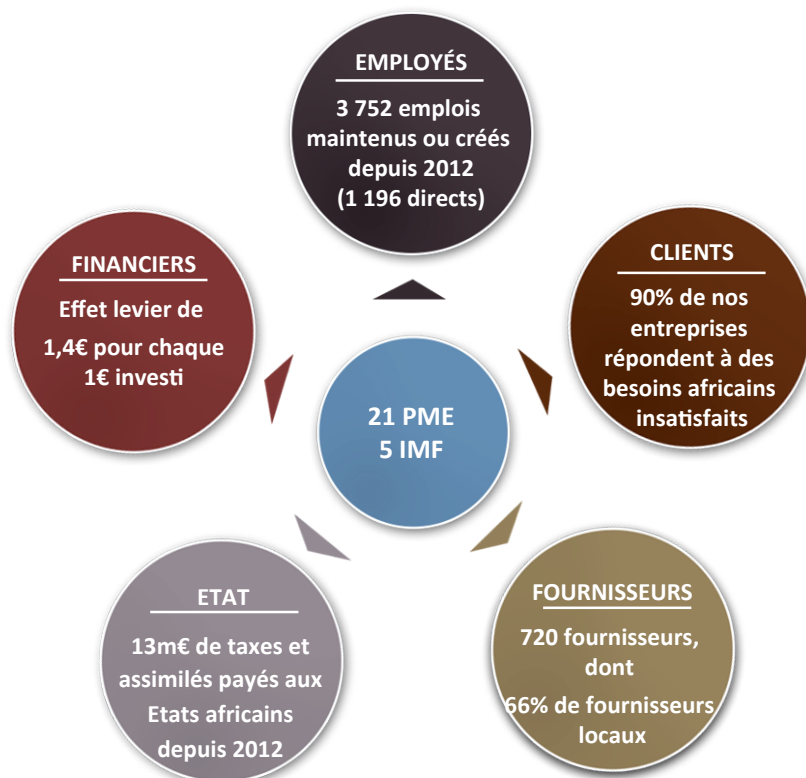 EMPLOYÉS
3 752 emplois
maintenus ou créés
depuis 2012
(1 196 directs)
FINANCIERS
Effet levier de
1,4€ pour chaque
1€ investi
CLIENTS
90% de nos
entreprises
répondent à des
besoins africains
insatisfaits
21 PME
5 IMF
ETAT
13m€ de taxes et
assimilés payés aux
Etats africains
depuis 2012
FOURNISSEURS
720 fournisseurs,
dont
66% de fournisseurs
locaux